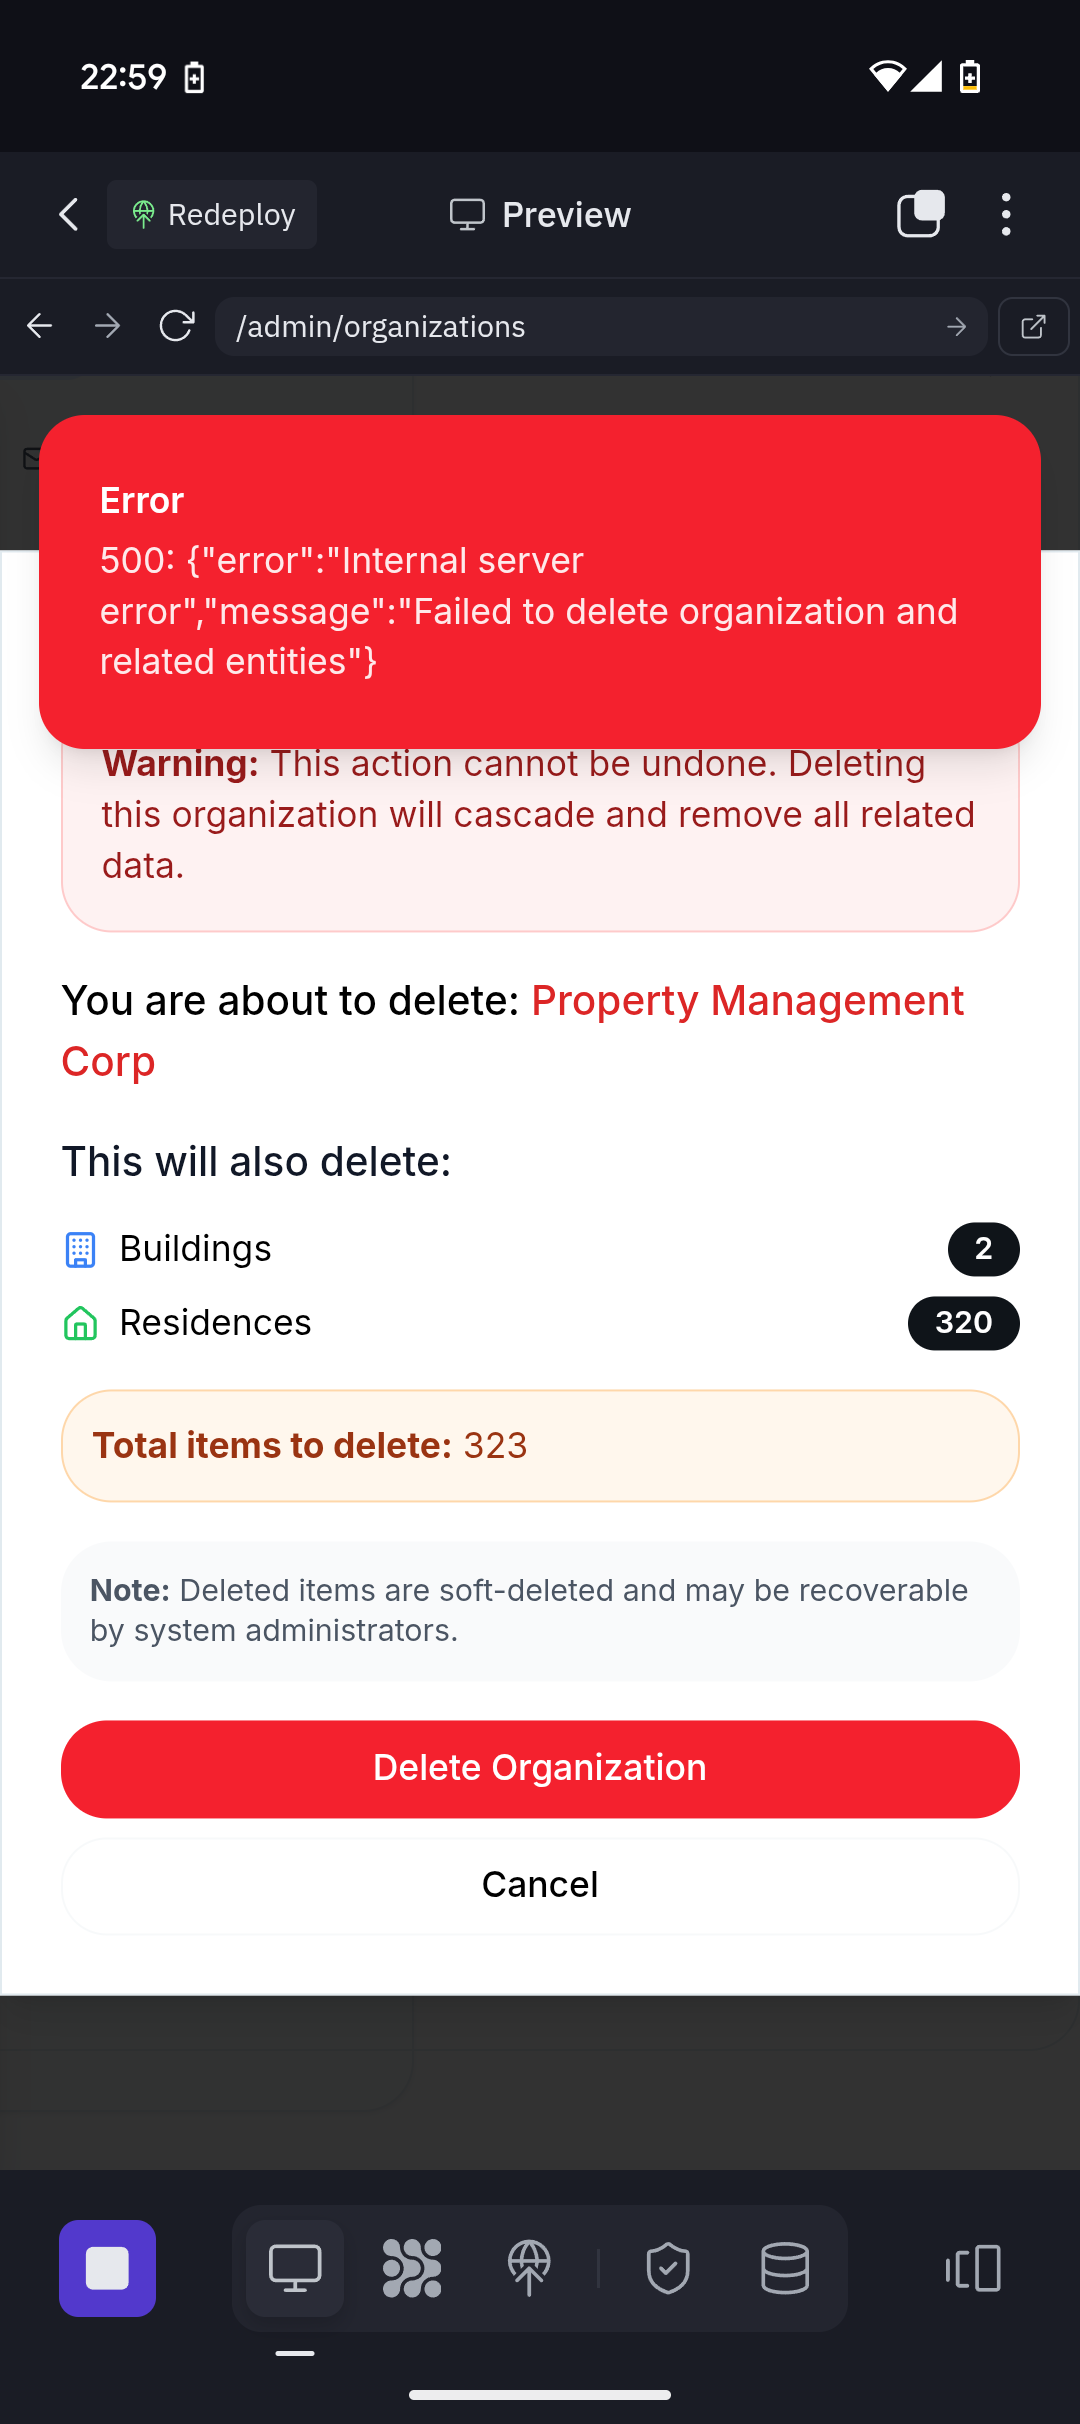 22:59
Redeploy
Preview
/admin/organizations
Error
500: {"error":"Internal server
error","message":"Failed to delete organization and
related entities"}
Warning: This action cannot be undone. Deleting
this organization will cascade and remove all related
data.
You are about to delete: Property Management
Corp
This will also delete:
Buildings
2
Residences
320
Total items to delete: 323
Note: Deleted items are soft-deleted and may be recoverable
by system administrators.
Delete Organization
Cancel